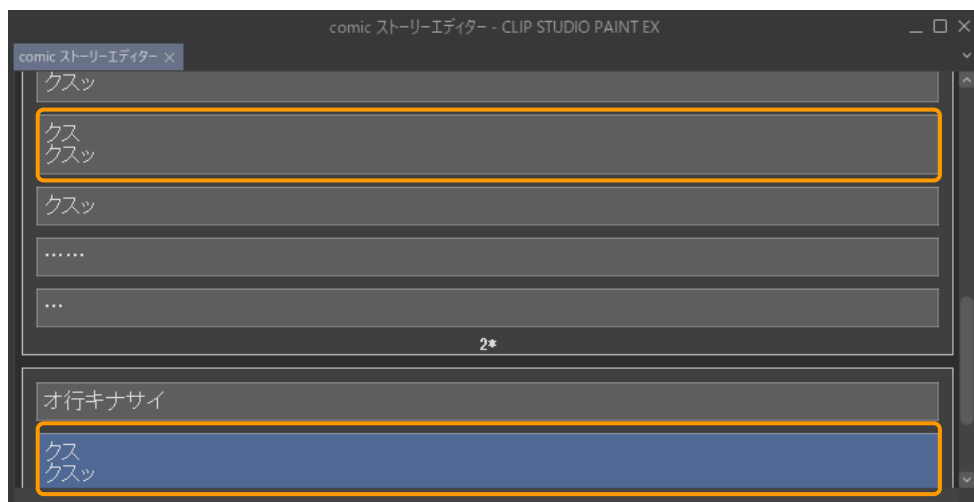 comic ストーリーエディター - CLIP STUDIO PAINT EX
comic ストーリーエディター
クスッ
クス
クスッ
クスッ
……
…
2*
オ行キナサイ
クス
クスッ